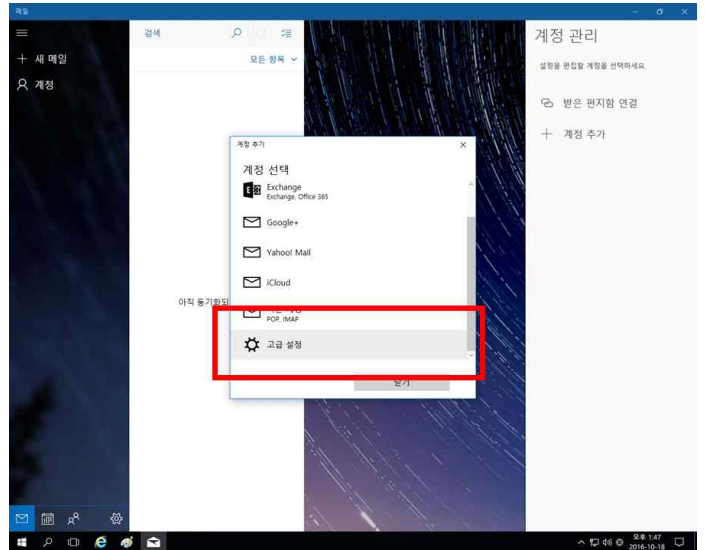 메일
새 메일
계정
검색
모든 항목
아직 동기화되
계정 추가
계정 선택
Exchange
Exchange, Office 365
Google+
Yahoo! Mail
iCloud
POP, IMAP
고급 설정
닫기
계정 관리
설정을 편집할 계정을 선택하세요.
받은 편지함 연결
계정 추가
오후 1:47
2016-10-18